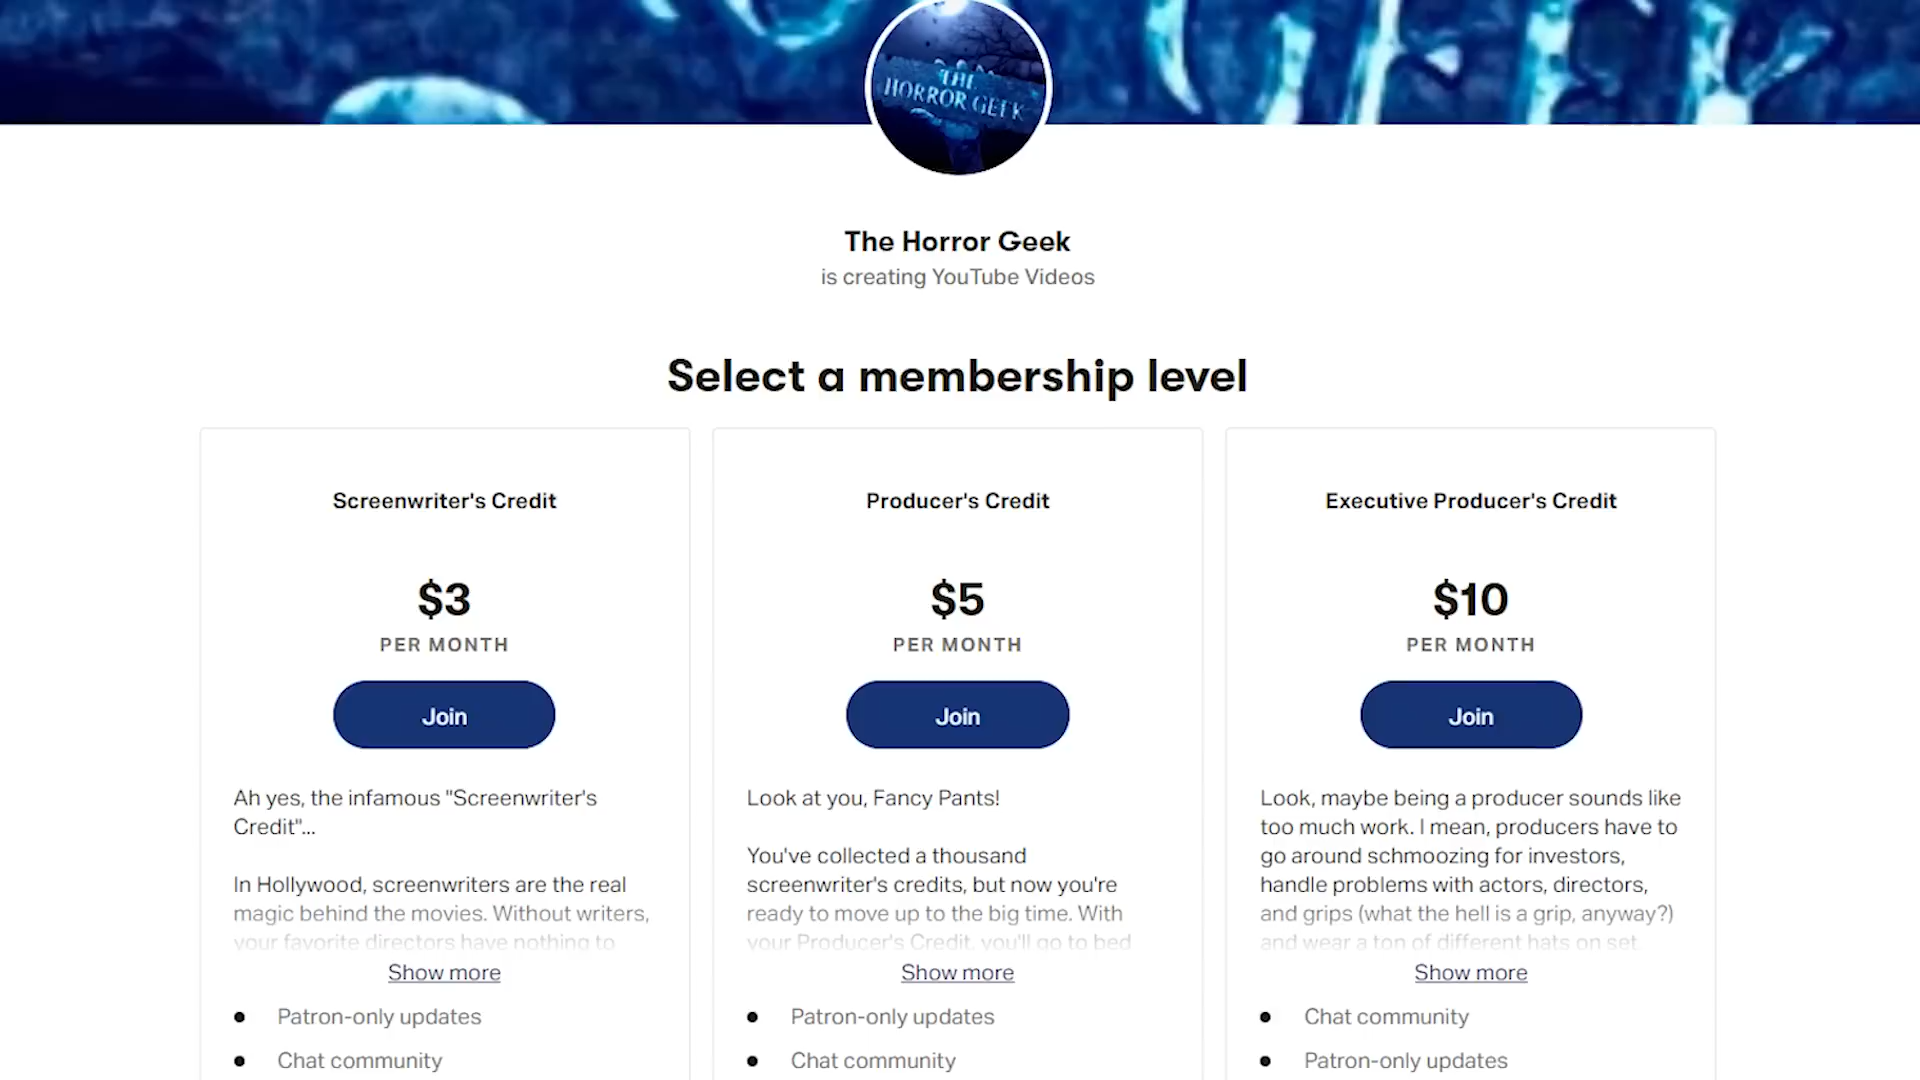 THE
HORROR GEEK
The Horror Geek
is creating YouTube Videos
Select a membership level
Screenwriter's Credit
$3
PER MONTH
Join
Ah yes, the infamous "Screenwriter's
Credit"...
In Hollywood, screenwriters are the real
magic behind the movies. Without writers,
your favorite directors have nothing to
Show more
Patron-only updates
Chat community
Producer's Credit
$5
PER MONTH
Join
Look at you, Fancy Pants!
You've collected a thousand
screenwriter's credits, but now you're
ready to move up to the big time. With
your Producer's Credit, you'll go to bed
Show more
Patron-only updates
Chat community
Executive Producer's Credit
$10
PER MONTH
Join
Look, maybe being a producer sounds like
too much work. I mean, producers have to
go around schmoozing for investors,
handle problems with actors, directors,
and grips (what the hell is a grip, anyway?)
and wear a ton of different hats on set.
Show more
Chat community
Patron-only updates